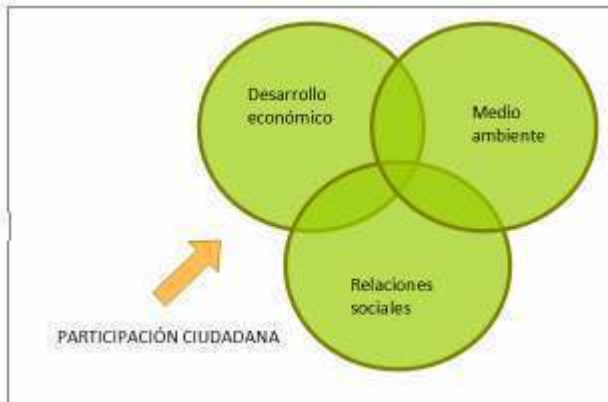 Desarrollo
económico
Medio
ambiente
Relaciones
sociales
PARTICIPACIÓN CIUDADANA